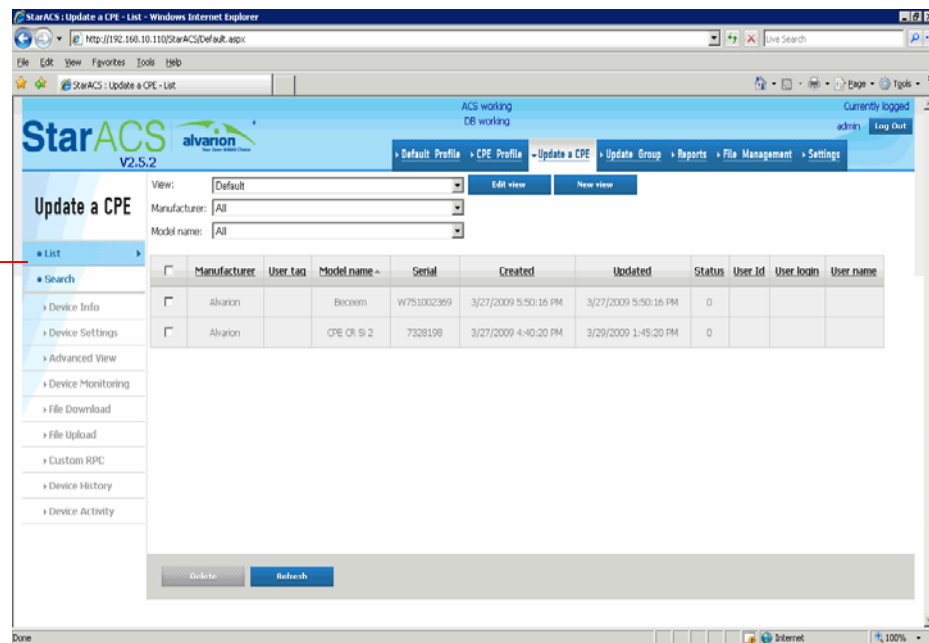 StarACS : Update a CPE - List - Windows Internet Explorer
http://192.168.10.110/StarACS/Default.aspx
Live Search
File Edit View Favorites Tools Help
StarACS : Update a CPE - List
Page Tools
ACS working
DB working
Currently logged
admin Log Out
StarACS
V2.5.2
alvarion
Default Profile CPE Profile Update a CPE Update Group Reports File Management Settings
Update a CPE
View: Default Edit view New view
Manufacturer: All
Model name: All
List
Search
Device Info
Device Settings
Advanced View
Device Monitoring
File Download
File Upload
Custom RPC
Device History
Device Activity
Manufacturer User tag Model name Serial Created Updated Status User Id User login User name
Alvarion Beceem W751002369 3/27/2009 5:50:16 PM 3/27/2009 5:50:16 PM 0
Alvarion CPE CR Si 2 7328198 3/27/2009 4:40:20 PM 3/29/2009 1:45:20 PM 0
Delete Refresh
Done Internet 100%